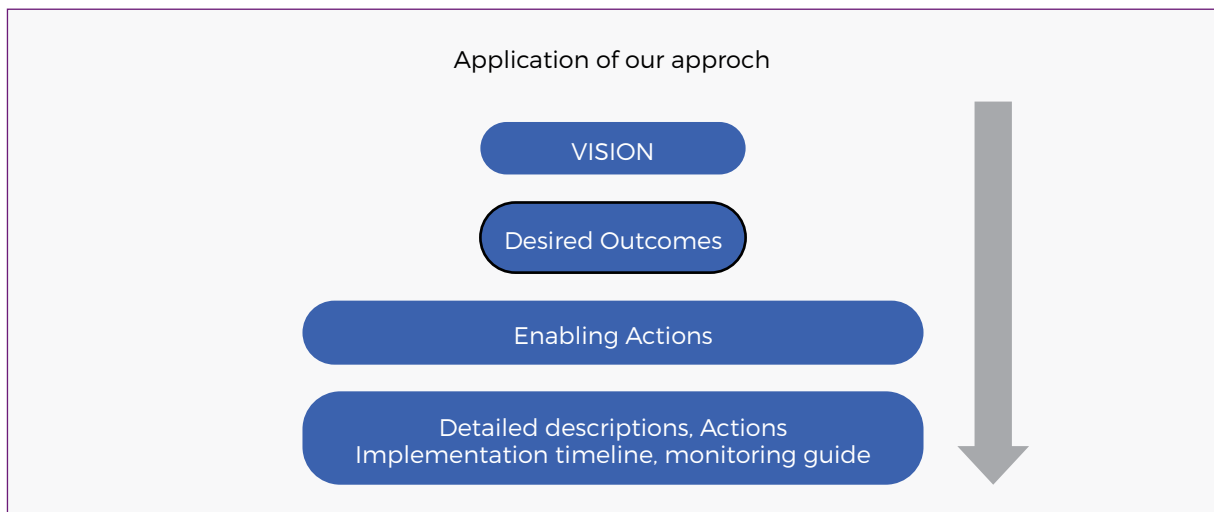 Application of our approch
VISION
Desired Outcomes
Enabling Actions
Detailed descriptions, Actions
Implementation timeline, monitoring guide